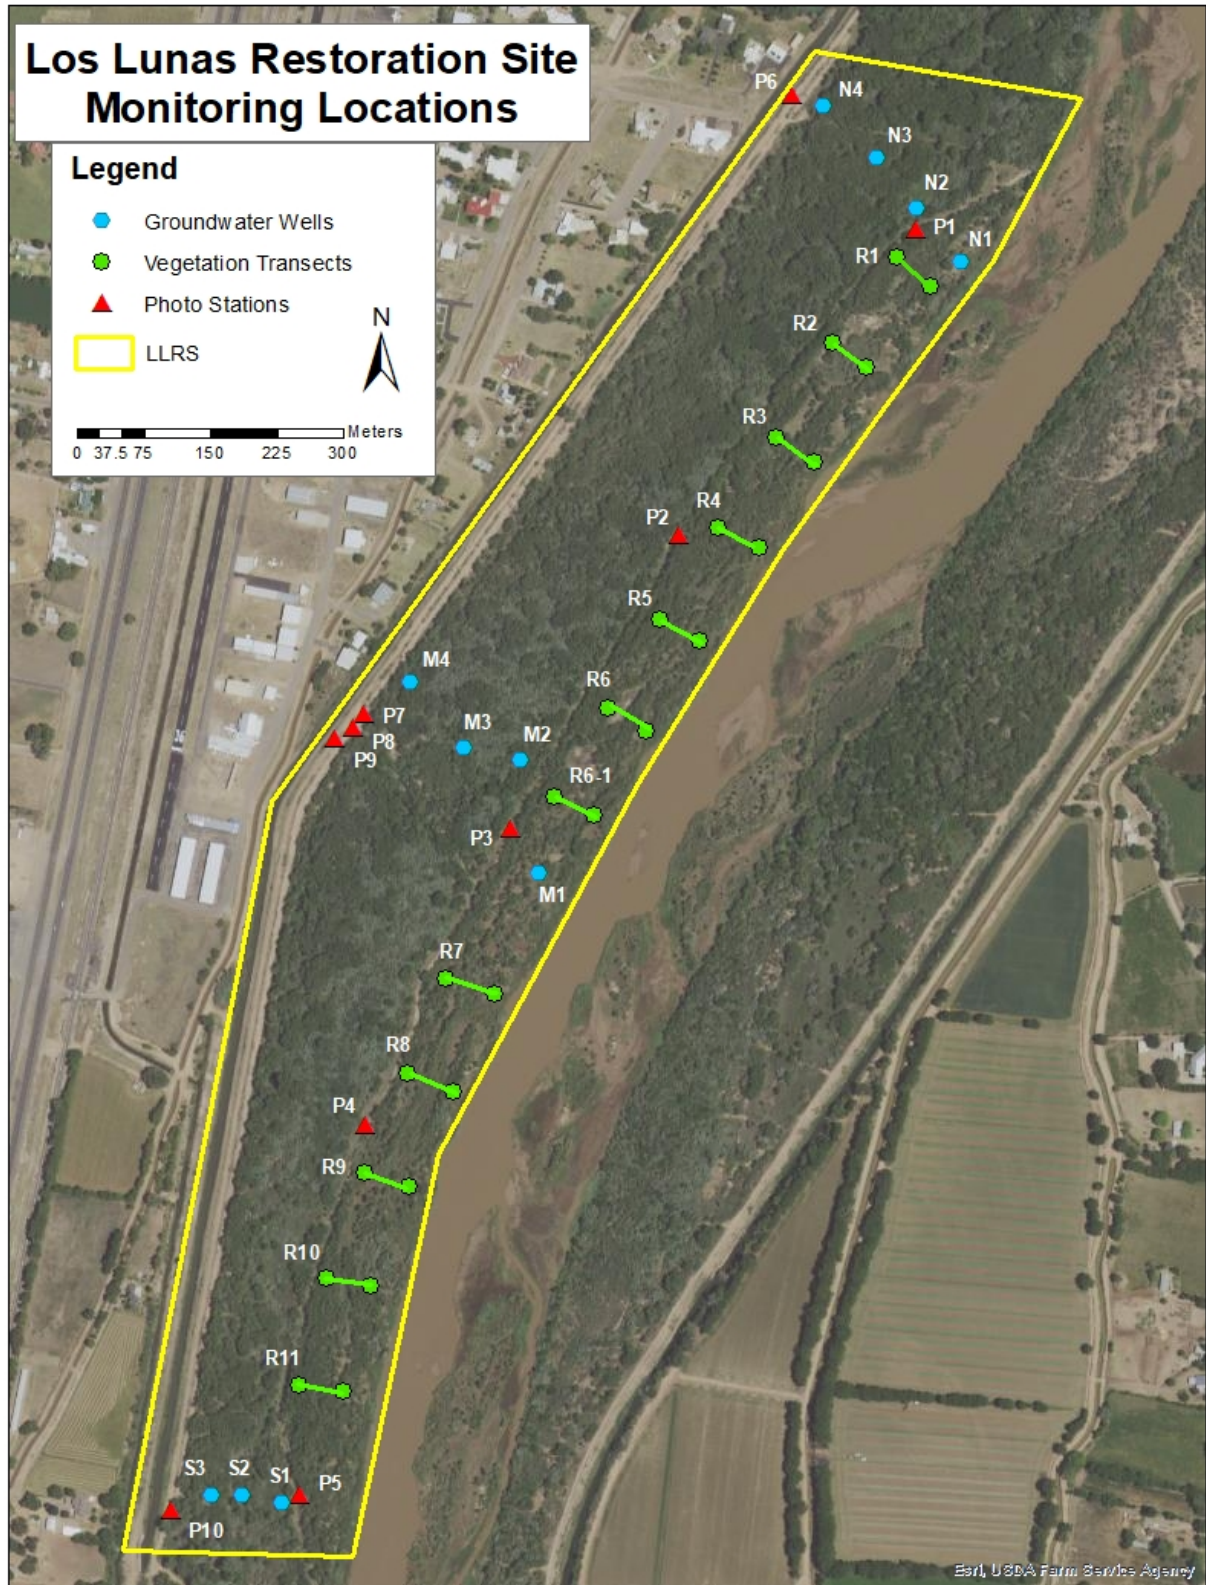 Los Lunas Restoration Site
Monitoring Locations
Legend
Groundwater Wells
Vegetation Transects
Photo Stations
LLRS
N
Meters
0 37.5 75 150 225 300
P6
N4
N3
N2
P1
N1
R1
R2
R3
R4
P2
R5
M4
R6
P7
M3
M2
P8
P9
R6-1
P3
M1
R7
R8
P4
R9
R10
R11
S3
S2
S1
P5
P10
Esri, USDA Farm Service Agency